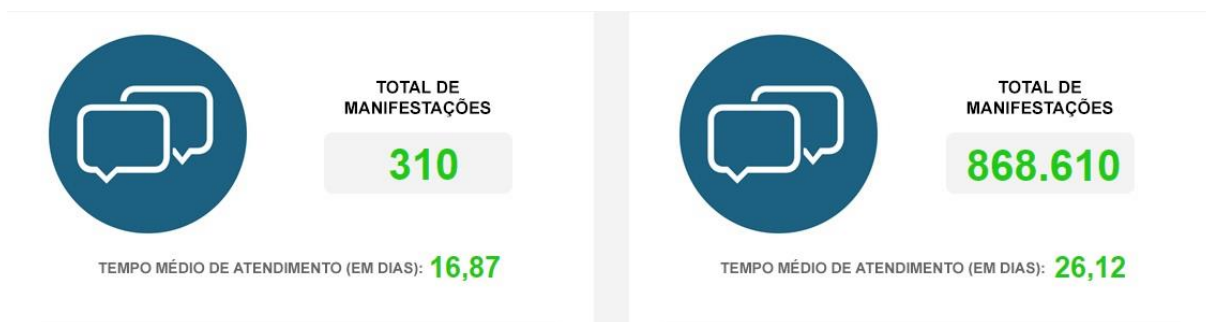 TOTAL DE
MANIFESTAÇÕES
310
TEMPO MÉDIO DE ATENDIMENTO (EM DIAS): 16,87
TOTAL DE
MANIFESTAÇÕES
868.610
TEMPO MÉDIO DE ATENDIMENTO (EM DIAS): 26,12